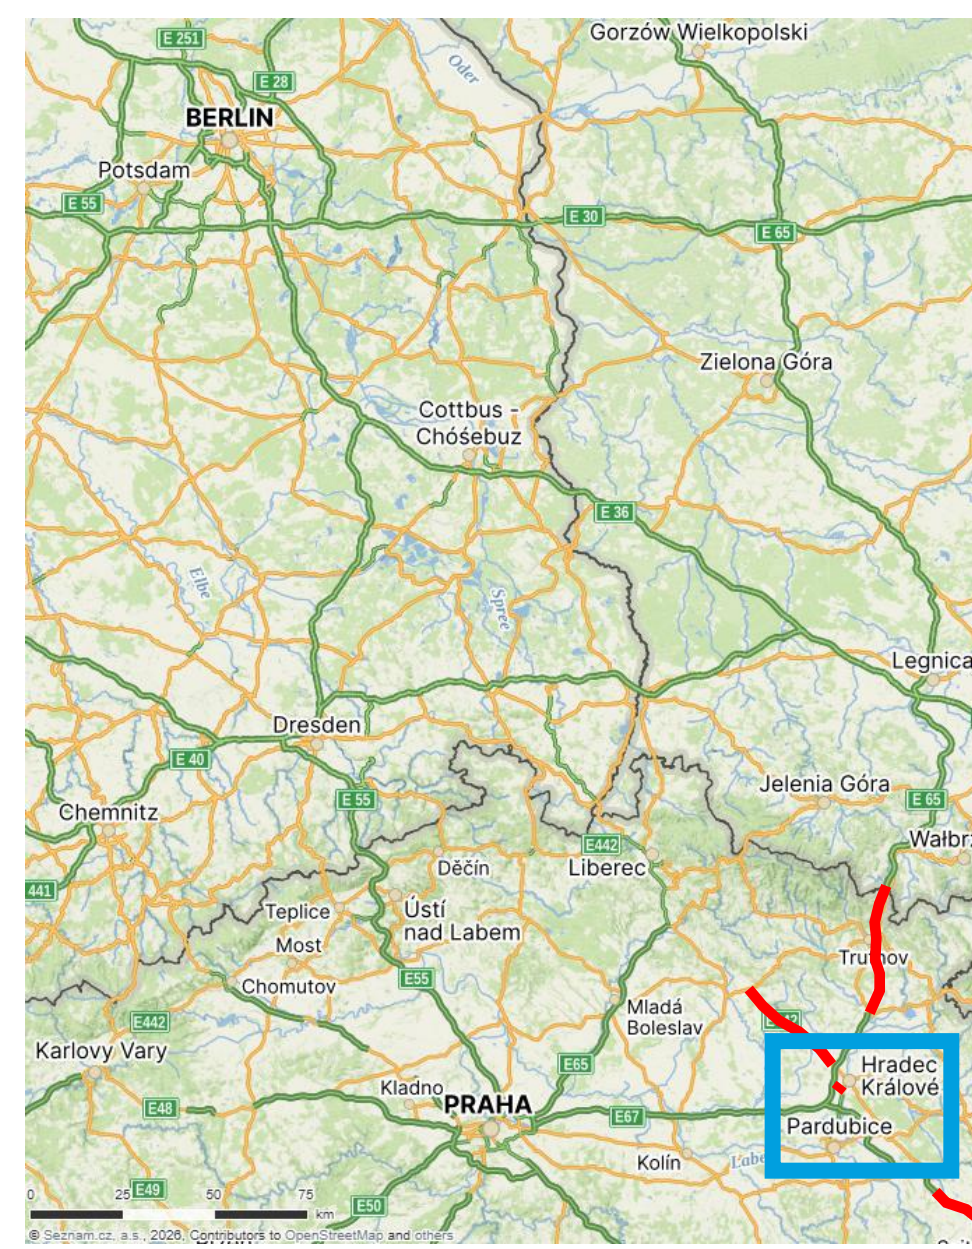 Gorzów Wielkopolski
E 251
Oder
E 28
BERLIN
Potsdam
E 55
E 30
E 65
Zielona Góra
Cottbus -
Chóśebuz
E 36
Elbe
Spree
Legnica
Dresden
E 40
Jelenia Góra
E 55
E 65
Chemnitz
Wałbrz
E442
Děčín
Liberec
441
Teplice
Ústí
nad Labem
Most
Trutnov
E55
Chomutov
Mladá
Boleslav
E442
Karlovy Vary
E65
Hradec
Králové
Kladno
PRAHA
E48
E67
Pardubice
Kolín
Labe
0 25 50 75
km
E49
E50
© Seznam.cz, a.s., 2026, Contributors to OpenStreetMap and others